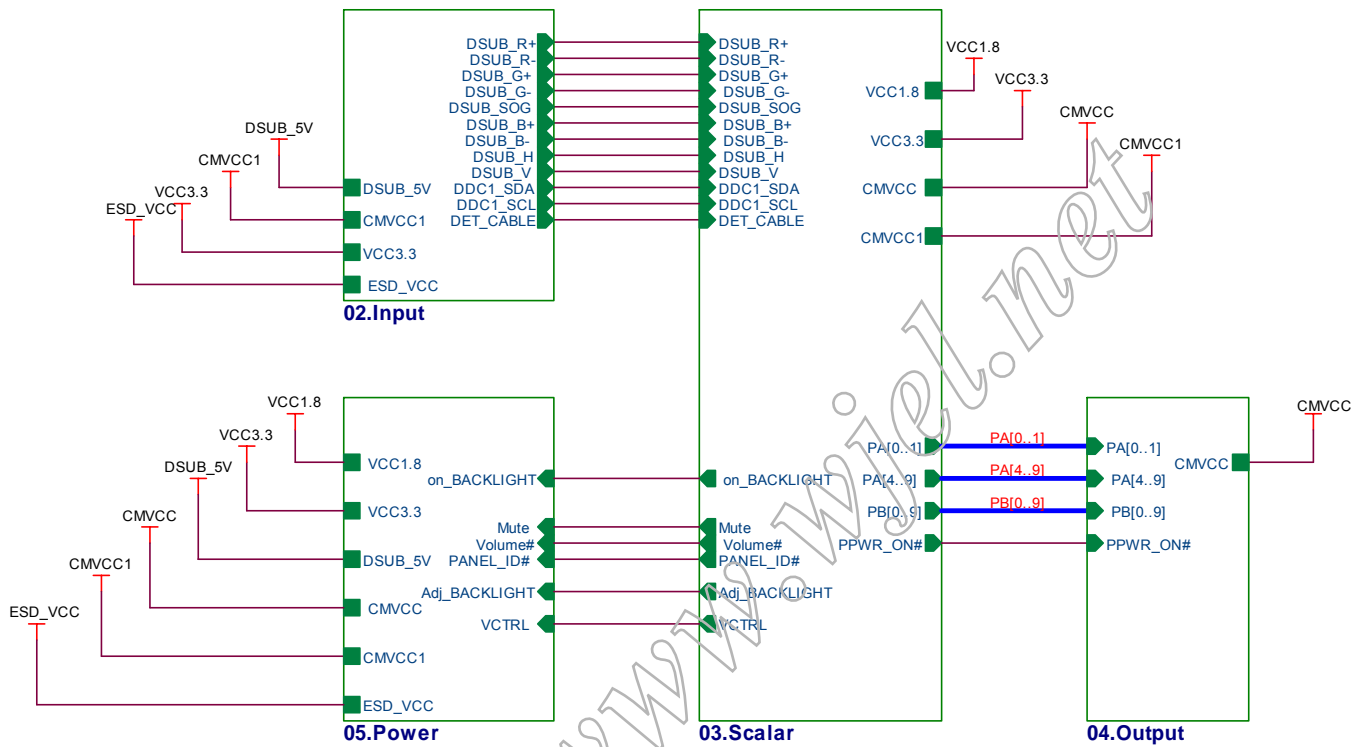 DSUB_5V
CMVCC1
VCC3.3
ESD_VCC
DSUB_5V
CMVCC1
VCC3.3
ESD_VCC
DSUB_R+
DSUB_R-
DSUB_G+
DSUB_G-
DSUB_SOG
DSUB_B+
DSUB_B-
DSUB_H
DSUB_V
DDC1_SDA
DDC1_SCL
DET_CABLE
02.Input
DSUB_R+
DSUB_R-
DSUB_G+
DSUB_G-
DSUB_SOG
DSUB_B+
DSUB_B-
DSUB_H
DSUB_V
DDC1_SDA
DDC1_SCL
DET_CABLE
VCC1.8
VCC3.3
CMVCC
CMVCC1
VCC1.8
VCC3.3
CMVCC
CMVCC1
VCC1.8
VCC3.3
DSUB_5V
CMVCC
CMVCC1
ESD_VCC
VCC1.8
VCC3.3
DSUB_5V
CMVCC
CMVCC1
ESD_VCC
on_BACKLIGHT
Mute
Volume#
PANEL_ID#
Adj_BACKLIGHT
VCTRL
05.Power
on_BACKLIGHT
Mute
Volume#
PANEL_ID#
Adj_BACKLIGHT
VCTRL
PA[0..1]
PA[4..9]
PB[0..9]
PPWR_ON#
03.Scalar
PA[0..1]
PA[4..9]
PB[0..9]
PA[0..1]
PA[4..9]
PB[0..9]
PPWR_ON#
CMVCC
CMVCC
04.Output
www.wjel.net